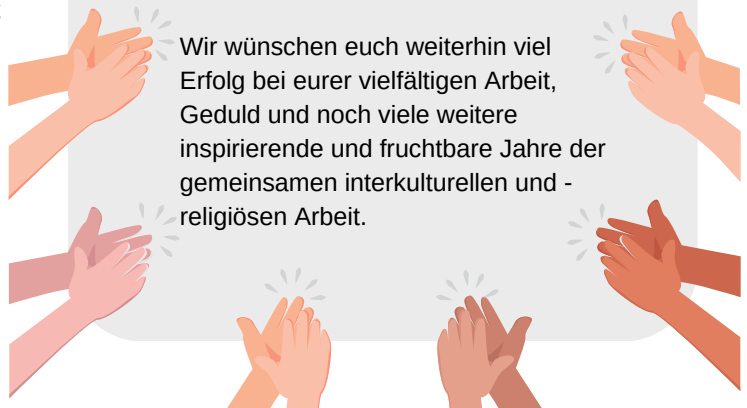 Wir wünschen euch weiterhin viel
Erfolg bei eurer vielfältigen Arbeit,
Geduld und noch viele weitere
inspirierende und fruchtbare Jahre der
gemeinsamen interkulturellen und -
religiösen Arbeit.